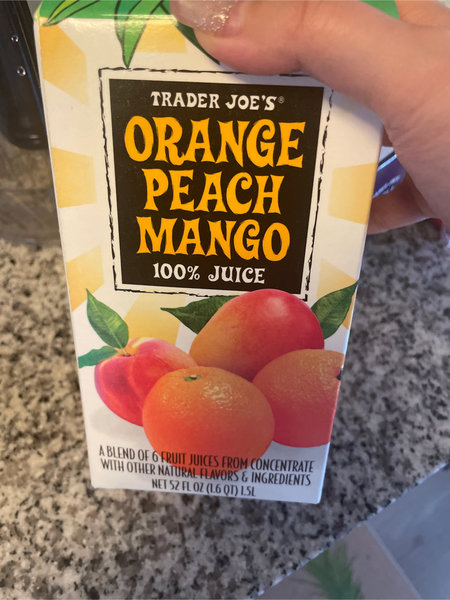 TRADER JOE'S®
ORANGE
PEACH
MANGO
100% JUICE
A BLEND OF 6 FRUIT JUICES FROM CONCENTRATE
WITH OTHER NATURAL FLAVORS & INGREDIENTS
NET 52 FL OZ (1.6 QT) 1.5L